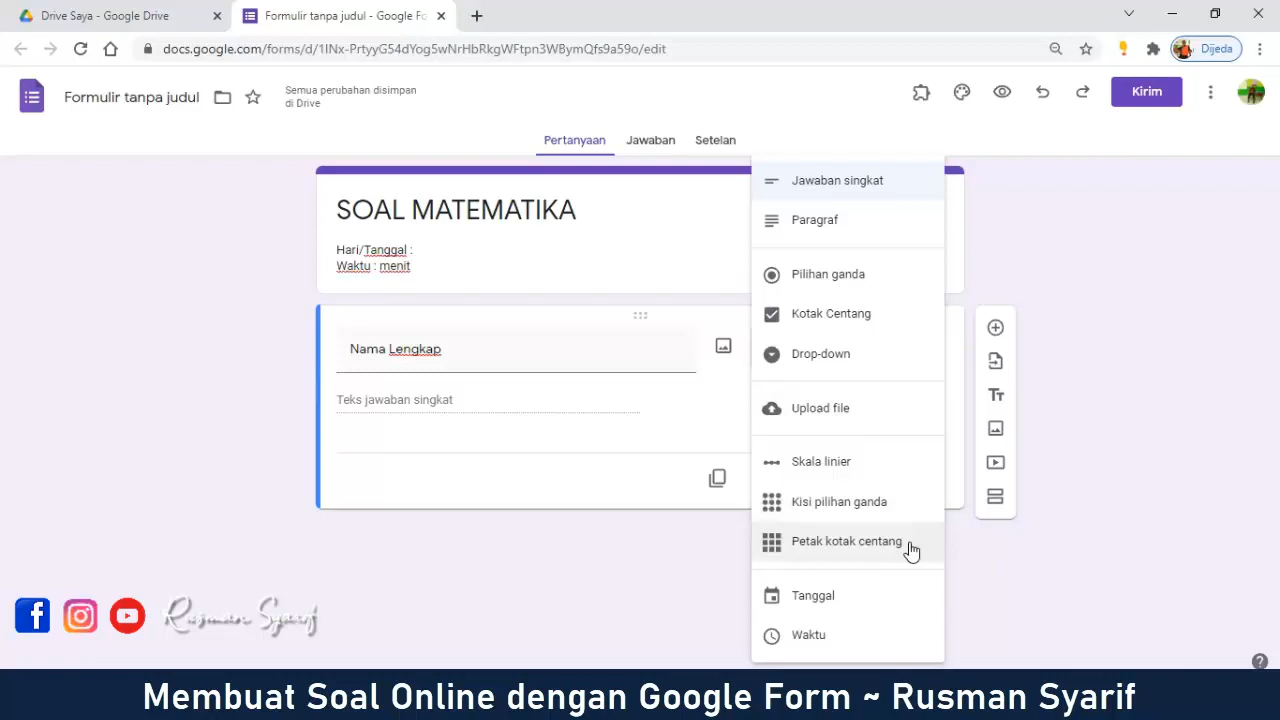 Drive Saya - Google Drive
Formulir tanpa judul - Google Fo
docs.google.com/forms/d/1INx-PrtyyG54dYog5wNrHbRkgWFtpn3WBymQfs9a59o/edit
Dijeda
Formulir tanpa judul
Semua perubahan disimpan
di Drive
Kirim
Pertanyaan
Jawaban
Setelan
SOAL MATEMATIKA
Hari/Tanggal :
Waktu : menit
Nama Lengkap
Teks jawaban singkat
Jawaban singkat
Paragraf
Pilihan ganda
Kotak Centang
Drop-down
Upload file
Skala linier
Kisi pilihan ganda
Petak kotak centang
Tanggal
Waktu
Rusman Syarif
Membuat Soal Online dengan Google Form ~ Rusman Syarif